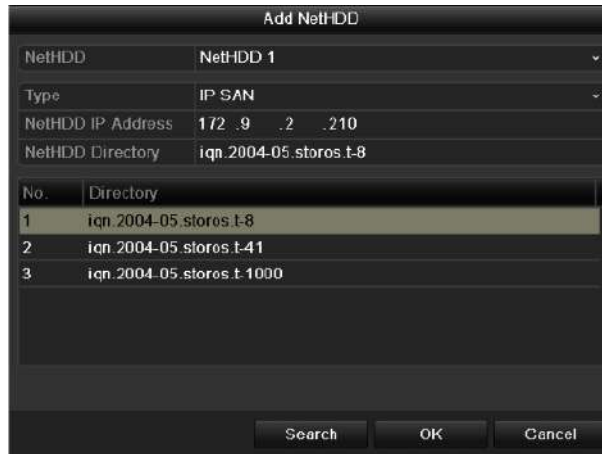 Add NetHDD
NetHDD NetHDD 1
Type IP SAN
NetHDD IP Address 172 .9 .2 .210
NetHDD Directory iqn.2004-05.storos.t-8
No. Directory
1 iqn.2004-05.storos.t-8
2 iqn.2004-05.storos.t-41
3 iqn.2004-05.storos.t-1000
Search OK Cancel